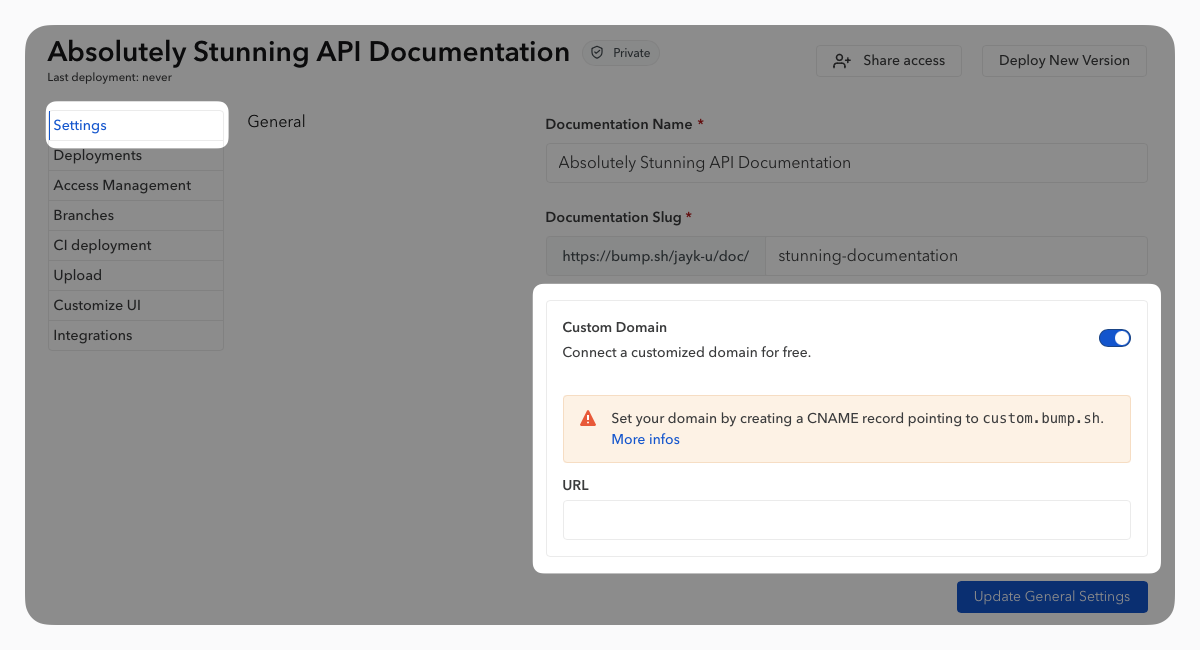 Absolutely Stunning API Documentation
Private
Last deployment: never
Share access
Deploy New Version
Settings
Deployments
Access Management
Branches
CI deployment
Upload
Customize UI
Integrations
General
Documentation Name *
Absolutely Stunning API Documentation
Documentation Slug *
https://bump.sh/jayk-u/doc/
stunning-documentation
Custom Domain
Connect a customized domain for free.
Set your domain by creating a CNAME record pointing to custom.bump.sh.
More infos
URL
Update General Settings